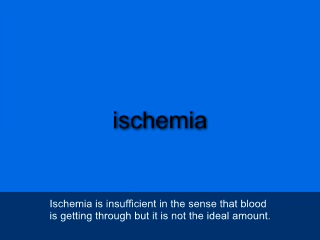 ischemia
Ischemia is insufficient in the sense that blood
is getting through but it is not the ideal amount.